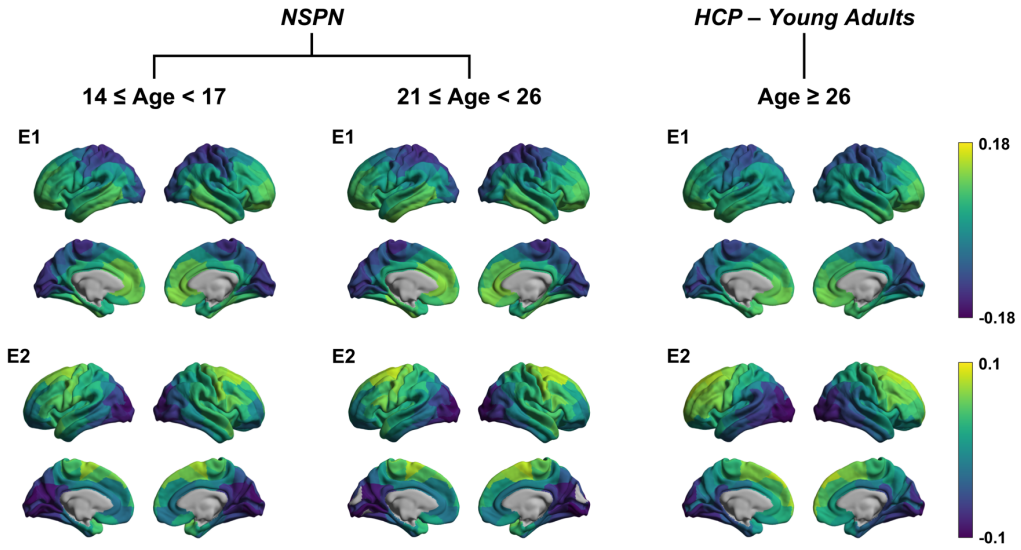 NSPN
HCP – Young Adults
14 ≤ Age < 17
21 ≤ Age < 26
Age ≥ 26
E1
E1
E1
0.18
-0.18
E2
E2
E2
0.1
-0.1